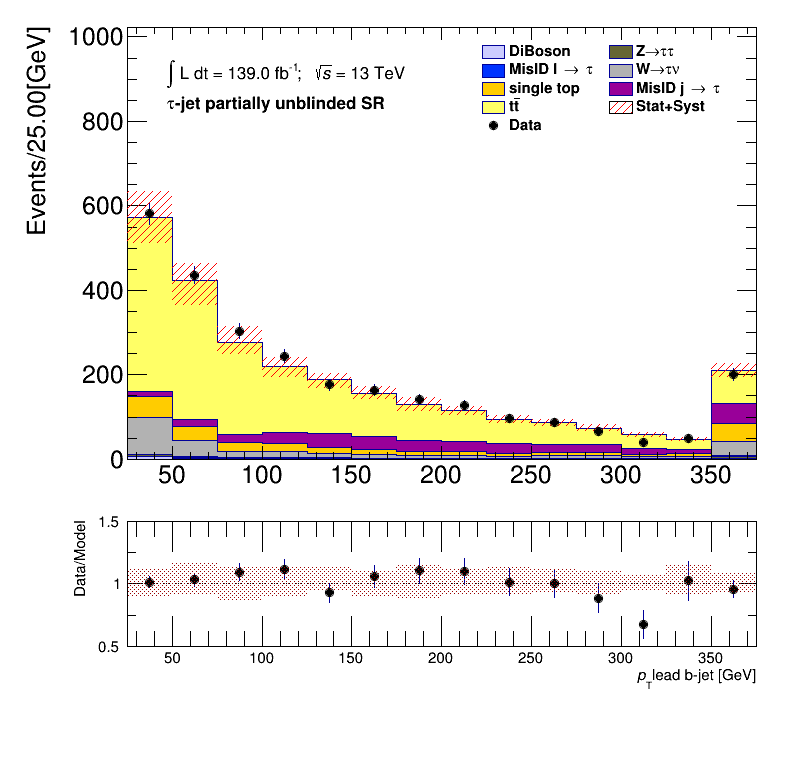 1000
800
600
400
200
0
Events/25.00[GeV]
∫ L dt = 139.0 fb⁻¹; √s = 13 TeV
τ-jet partially unblinded SR
DiBoson
Z→ττ
MisID l → τ
W→τν
single top
MisID j → τ
tt̄
Stat+Syst
Data
50 100 150 200 250 300 350
Data/Model
1.5
1
0.5
50 100 150 200 250 300 350
p_T lead b-jet [GeV]